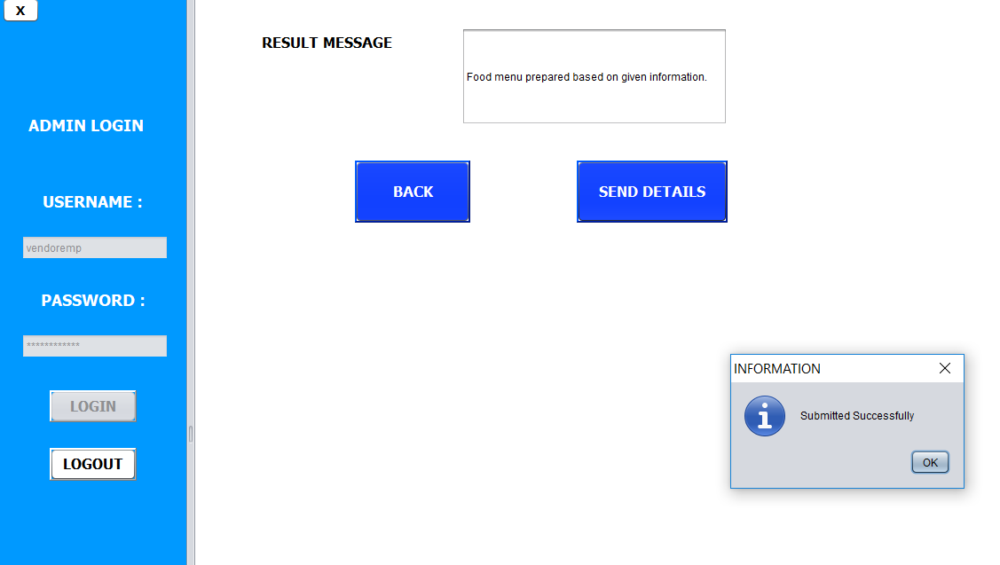 X
ADMIN LOGIN
USERNAME :
vendoremp
PASSWORD :
************
LOGIN
LOGOUT
RESULT MESSAGE
Food menu prepared based on given information.
BACK
SEND DETAILS
INFORMATION
Submitted Successfully
OK